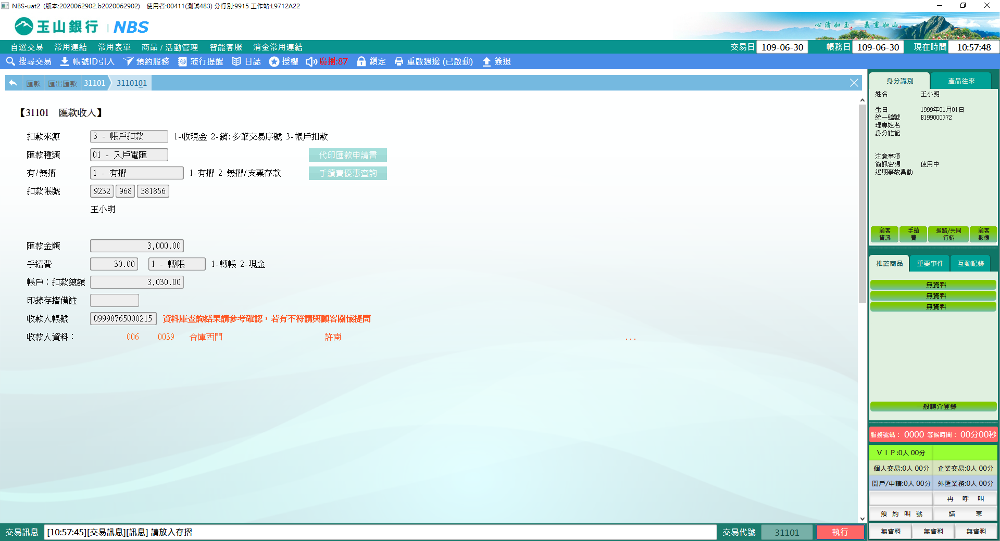 NBS-uat2 (版本:2020062902.b2020062902) 使用者:00411(測試483) 分行別:9915 工作站:L9712A22
玉山銀行 | NBS
心清如玉。義重如山。
自選交易 常用連結 常用表單 商品 / 活動管理 智能客服 消金常用連結 交易日 109-06-30 帳務日 109-06-30 現在時間 10:57:48
搜尋交易 帳號ID引入 預約服務 蒞行提醒 日誌 授權 廣播:87 鎖定 重啟週邊 (已啟動) 簽退
匯款 匯出匯款 31101 3110101
【31101 匯款收入】
扣款來源 3 - 帳戶扣款 1-收現金 2-銷:多筆交易序號 3-帳戶扣款
匯款種類 01 - 入戶電匯 代印匯款申請書
有/無摺 1 - 有摺 1-有摺 2-無摺/支票存款 手續費優惠查詢
扣款帳號 9232 968 581856
王小明
匯款金額 3,000.00
手續費 30.00 1 - 轉帳 1-轉帳 2-現金
帳戶：扣款總額 3,030.00
印錄存摺備註
收款人帳號 09998765000215 資料庫查詢結果請參考確認，若有不符請與顧客關懷提問
收款人資料： 006 0039 合庫西門 許南 ...
身分識別 產品往來
姓名 王小明
生日 1999年01月01日
統一編號 B199000372
理專姓名
身分註記
注意事項
簡訊密碼 使用中
近期事故異動
顧客資訊 手續費 通路/共同行銷 顧客影像
推薦商品 重要事件 互動記錄
無資料
無資料
無資料
一般轉介登錄
服務號碼： 0000 等候時間： 00分00秒
ＶＩＰ:0人 00分
個人交易:0人 00分 企業交易:0人 00分
開戶/申請:0人 00分 外匯業務:0人 00分
再 呼 叫
預 約 叫 號 結 束
無資料 無資料 無資料
交易訊息 [10:57:45][交易訊息][訊息] 請放入存摺 交易代號 31101 執行